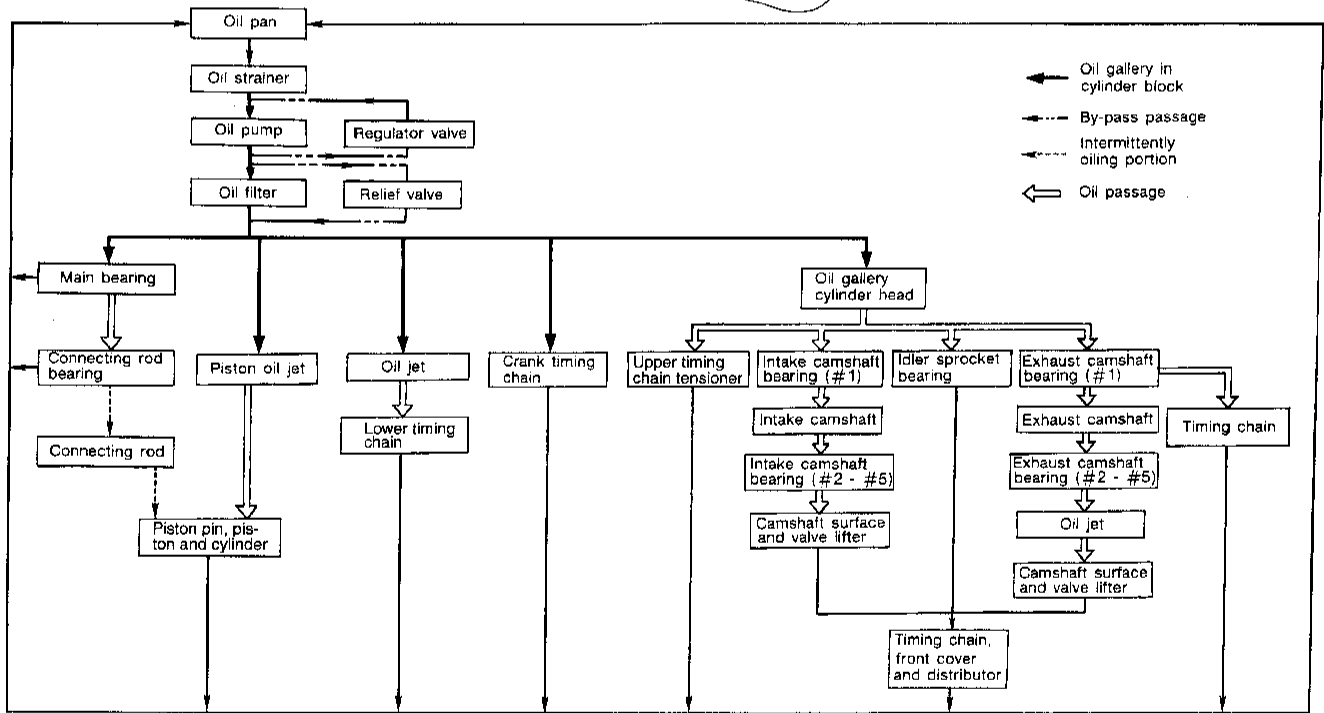 Oil pan
Oil strainer
Oil pump
Regulator valve
Oil filter
Relief valve
Oil gallery in
cylinder block
By-pass passage
Intermittently
oiling portion
Oil passage
Main bearing
Oil gallery
cylinder head
Connecting rod
bearing
Piston oil jet
Oil jet
Crank timing
chain
Upper timing
chain tensioner
Intake camshaft
bearing (#1)
Idler sprocket
bearing
Exhaust camshaft
bearing (#1)
Lower timing
chain
Intake camshaft
Exhaust camshaft
Timing chain
Connecting rod
Intake camshaft
bearing (#2 - #5)
Exhaust camshaft
bearing (#2 - #5)
Piston pin, pis-
ton and cylinder
Camshaft surface
and valve lifter
Oil jet
Camshaft surface
and valve lifter
Timing chain,
front cover
and distributor